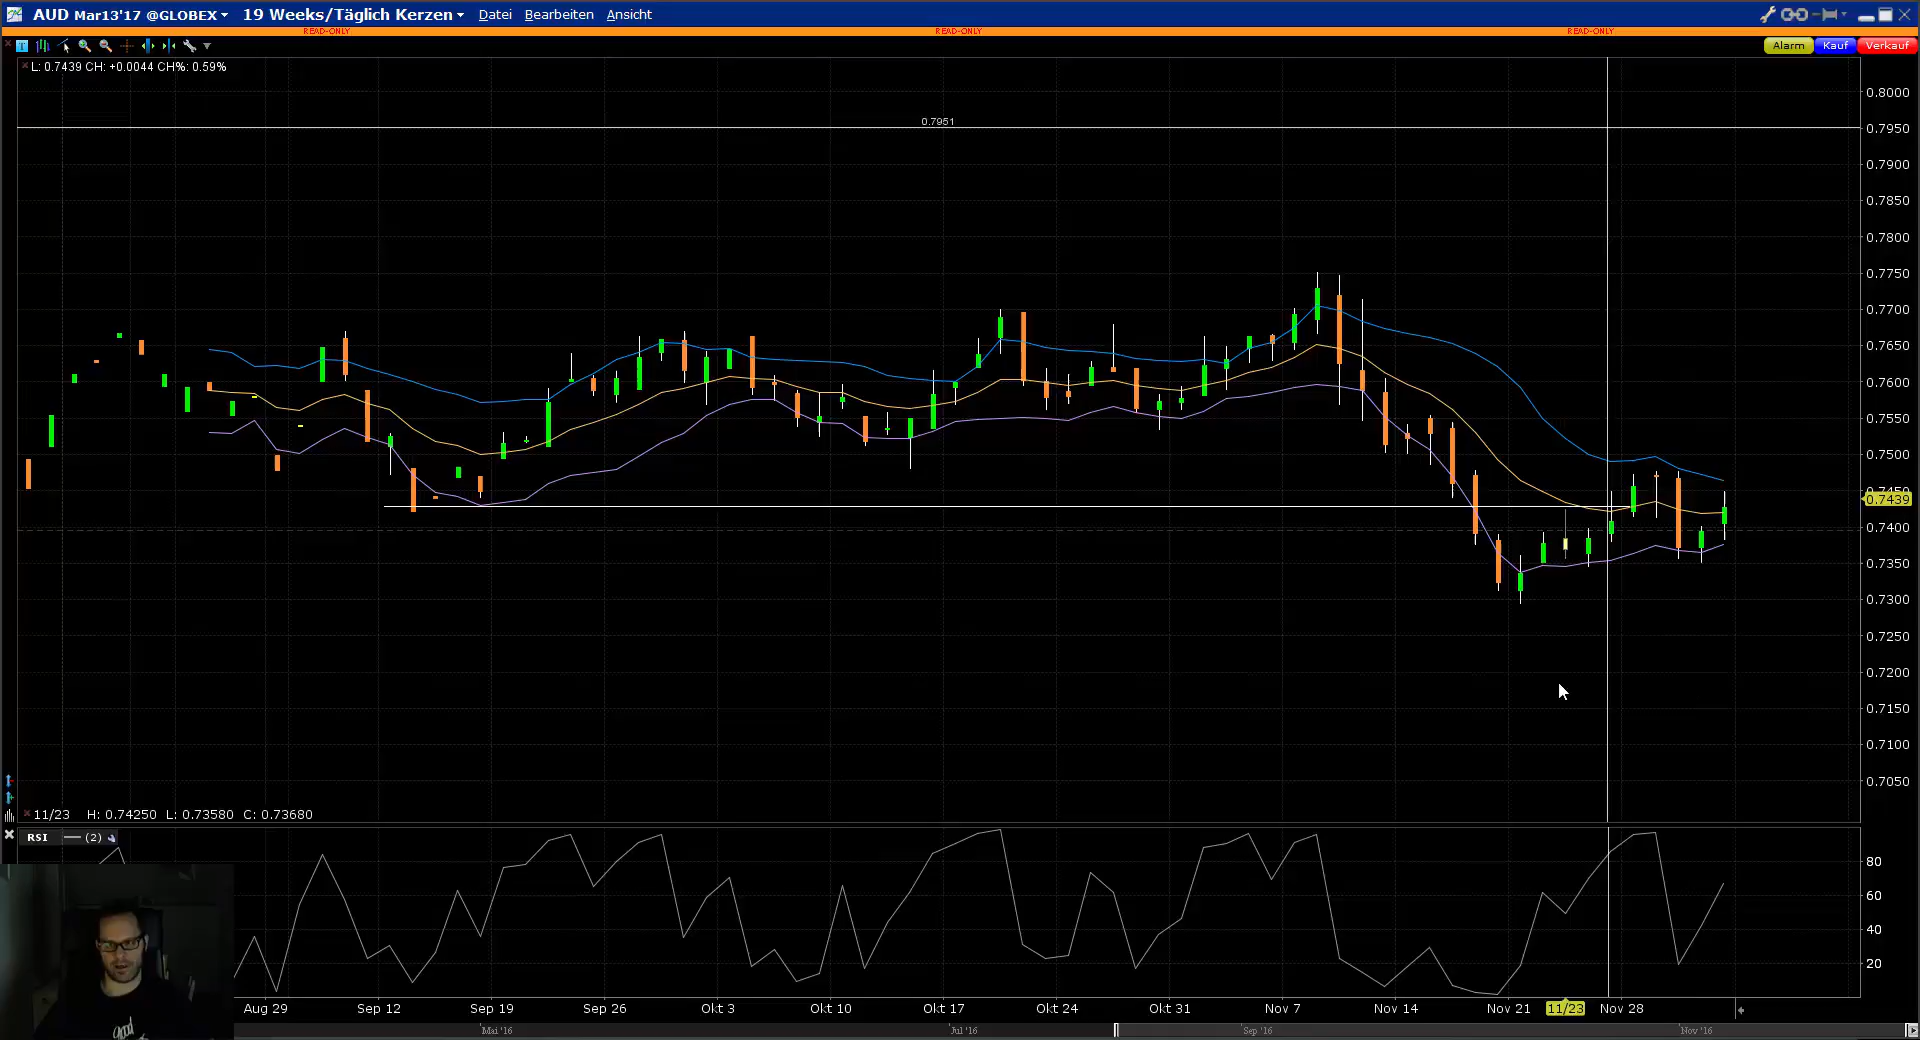 AUD Mar13'17 @GLOBEX 19 Weeks/Täglich Kerzen Datei Bearbeiten Ansicht
READ-ONLY READ-ONLY READ-ONLY
Alarm Kauf Verkauf
L: 0.7439 CH: +0.0044 CH%: 0.59%
0.8000
0.7951
0.7950
0.7900
0.7850
0.7800
0.7750
0.7700
0.7650
0.7600
0.7550
0.7500
0.7450
0.7439
0.7400
0.7350
0.7300
0.7250
0.7200
0.7150
0.7100
0.7050
11/23 H: 0.74250 L: 0.73580 C: 0.73680
RSI (2)
80
60
40
20
good
Aug 29 Sep 12 Sep 19 Sep 26 Okt 3 Okt 10 Okt 17 Okt 24 Okt 31 Nov 7 Nov 14 Nov 21 11/23 Nov 28
Mai '16 Jul '16 Sep '16 Nov '16